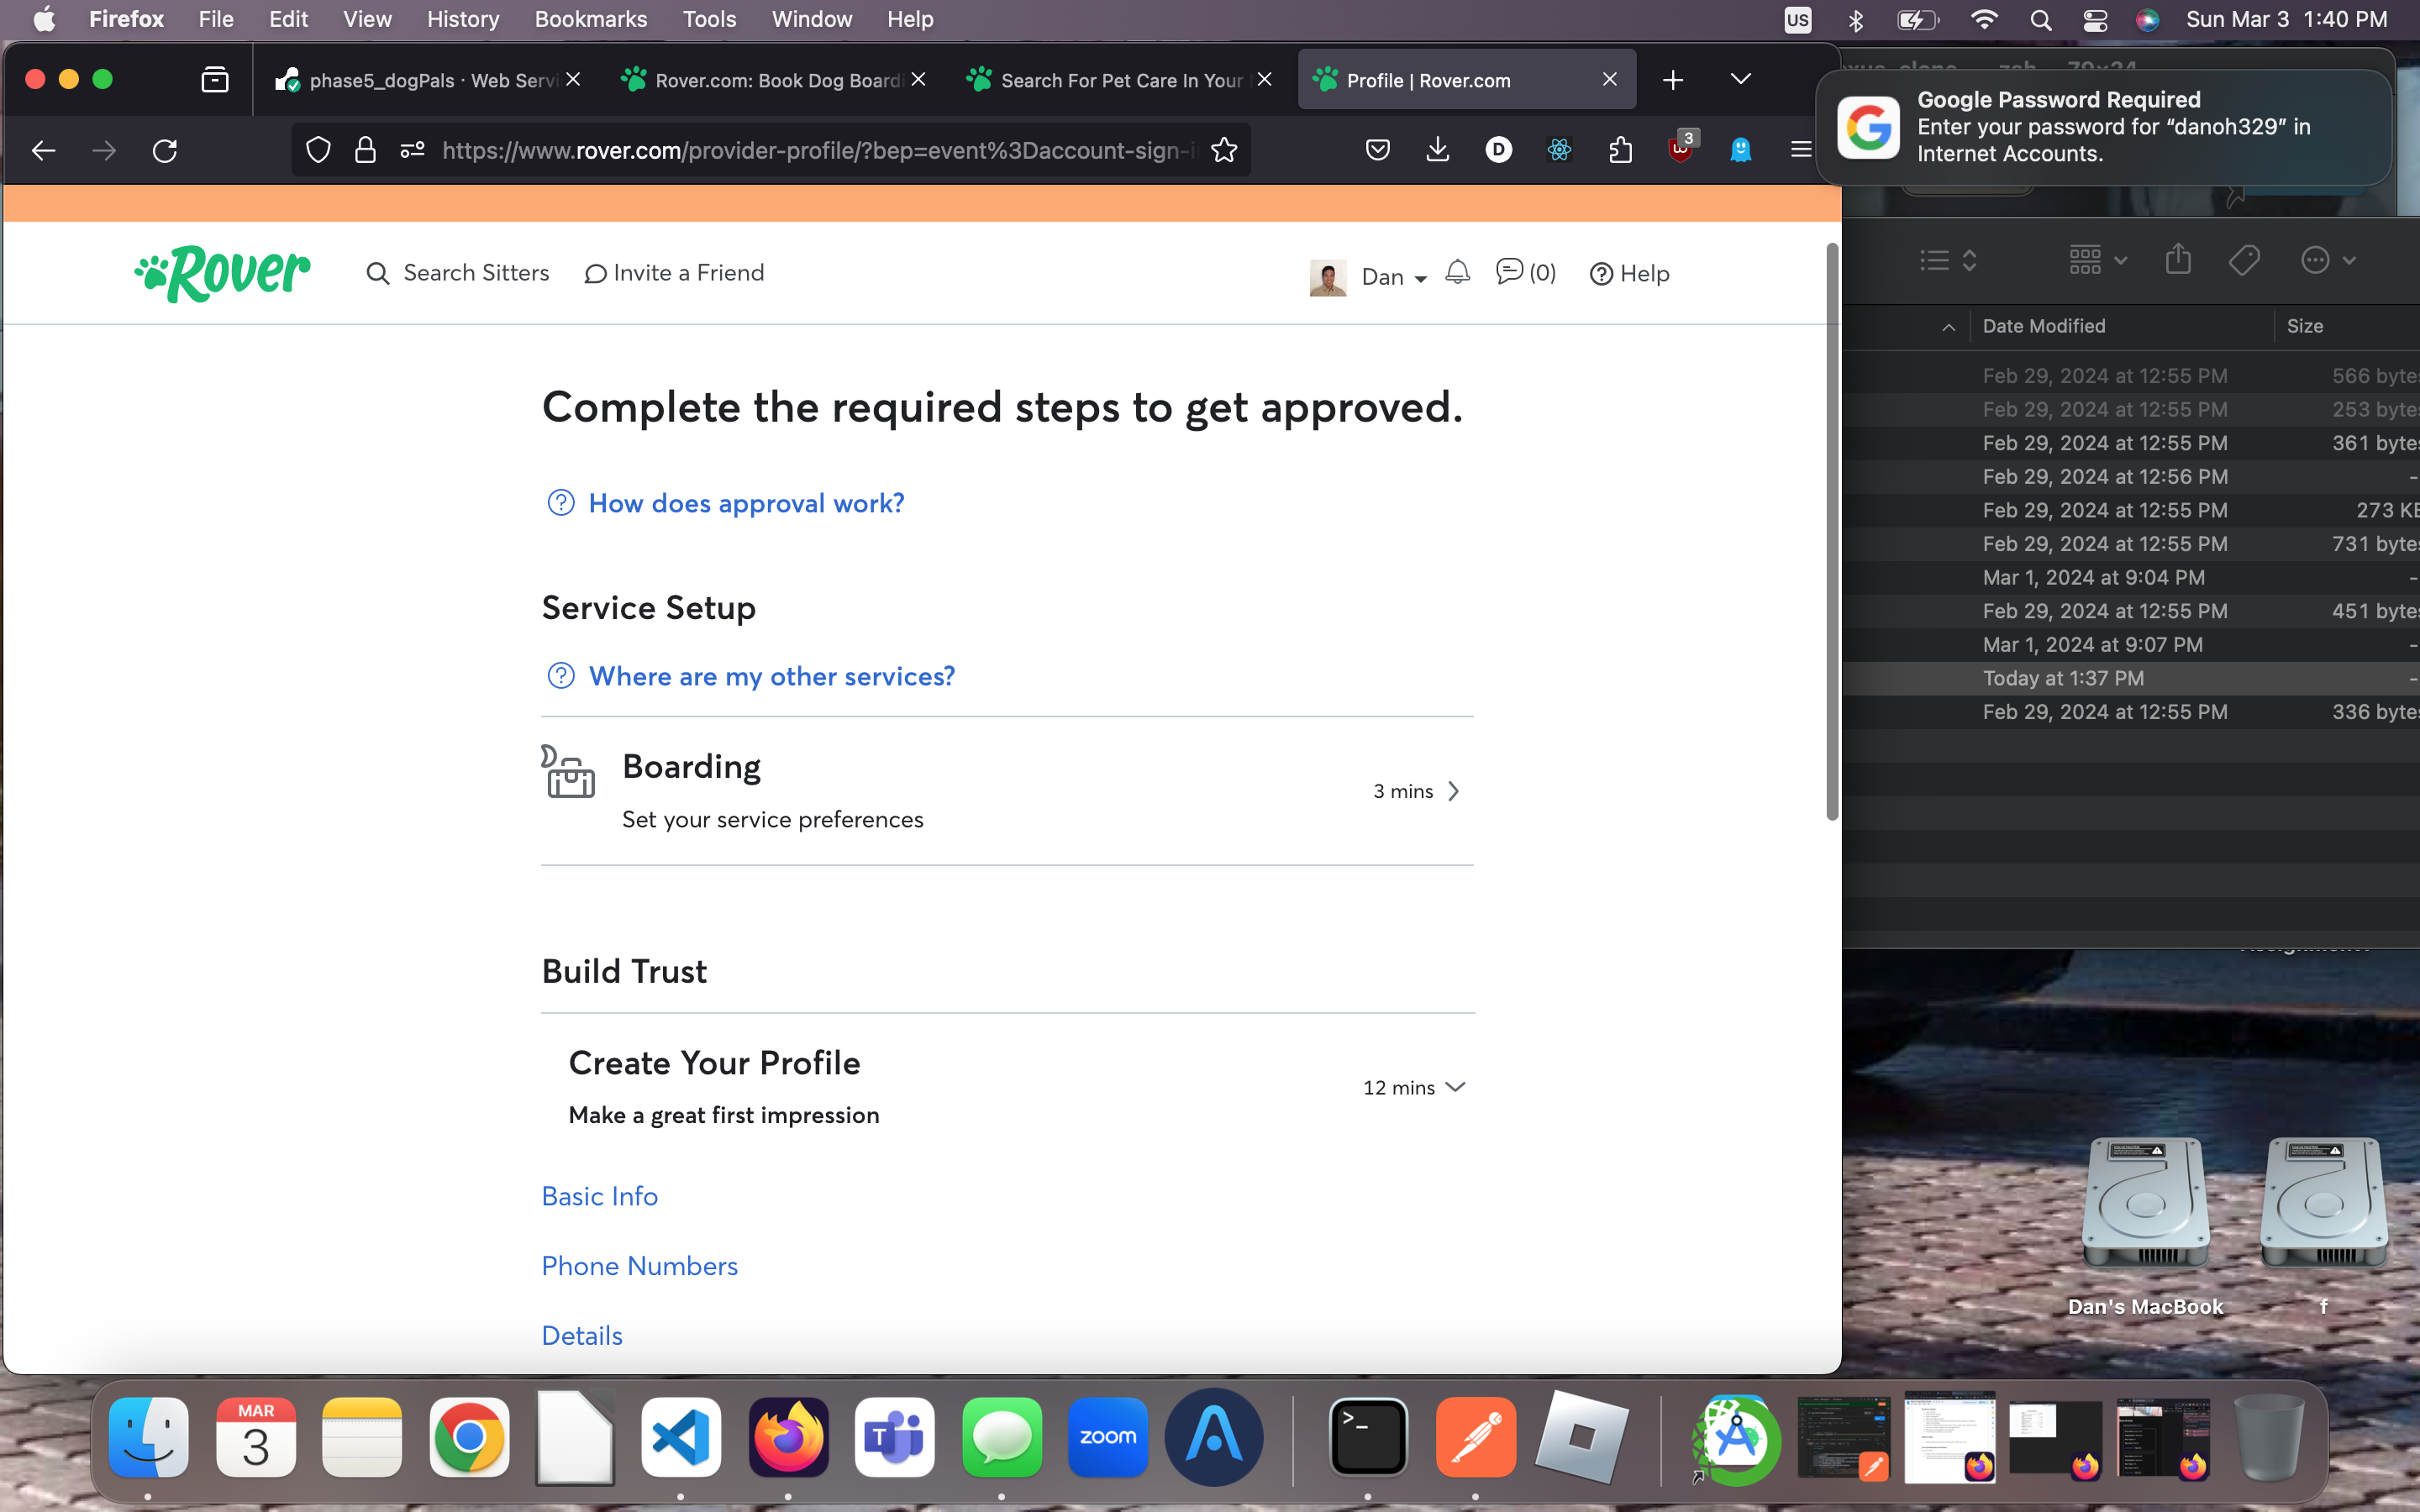 Firefox File Edit View History Bookmarks Tools Window Help US Sun Mar 3 1:40 PM
phase5_dogPals · Web Servi Rover.com: Book Dog Boardi Search For Pet Care In Your Profile | Rover.com
https://www.rover.com/provider-profile/?bep=event%3Daccount-sign-i
3
Google Password Required
Enter your password for “danoh329” in
Internet Accounts.
Rover Search Sitters Invite a Friend Dan (0) Help
Complete the required steps to get approved.
How does approval work?
Service Setup
Where are my other services?
Boarding
Set your service preferences
3 mins
Build Trust
Create Your Profile
Make a great first impression
12 mins
Basic Info
Phone Numbers
Details
Date Modified Size
Feb 29, 2024 at 12:55 PM 566 bytes
Feb 29, 2024 at 12:55 PM 253 bytes
Feb 29, 2024 at 12:55 PM 361 bytes
Feb 29, 2024 at 12:56 PM -
Feb 29, 2024 at 12:55 PM 273 KB
Feb 29, 2024 at 12:55 PM 731 bytes
Mar 1, 2024 at 9:04 PM -
Feb 29, 2024 at 12:55 PM 451 bytes
Mar 1, 2024 at 9:07 PM -
Today at 1:37 PM -
Feb 29, 2024 at 12:55 PM 336 bytes
Dan's MacBook f
MAR
3
T
zoom